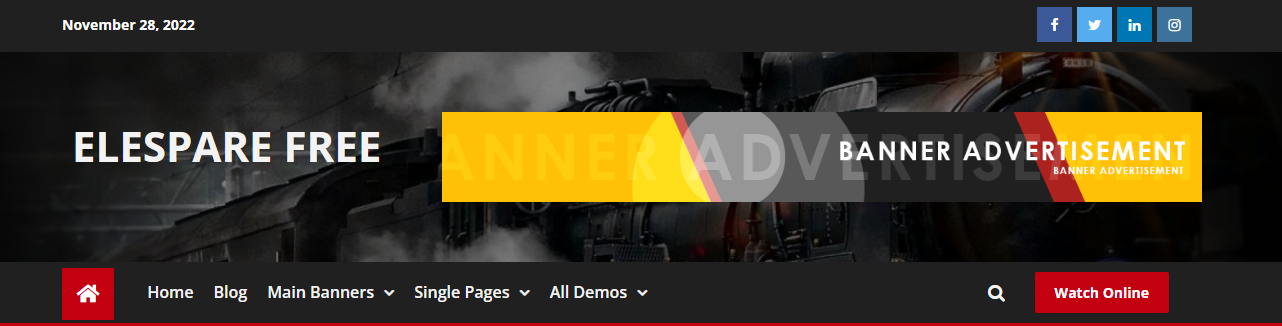 November 28, 2022
ELESPARE FREE
BANNER ADVERTISEMENT
BANNER ADVERTISEMENT
BANNER ADVERTISEMENT
Home Blog Main Banners Single Pages All Demos Watch Online